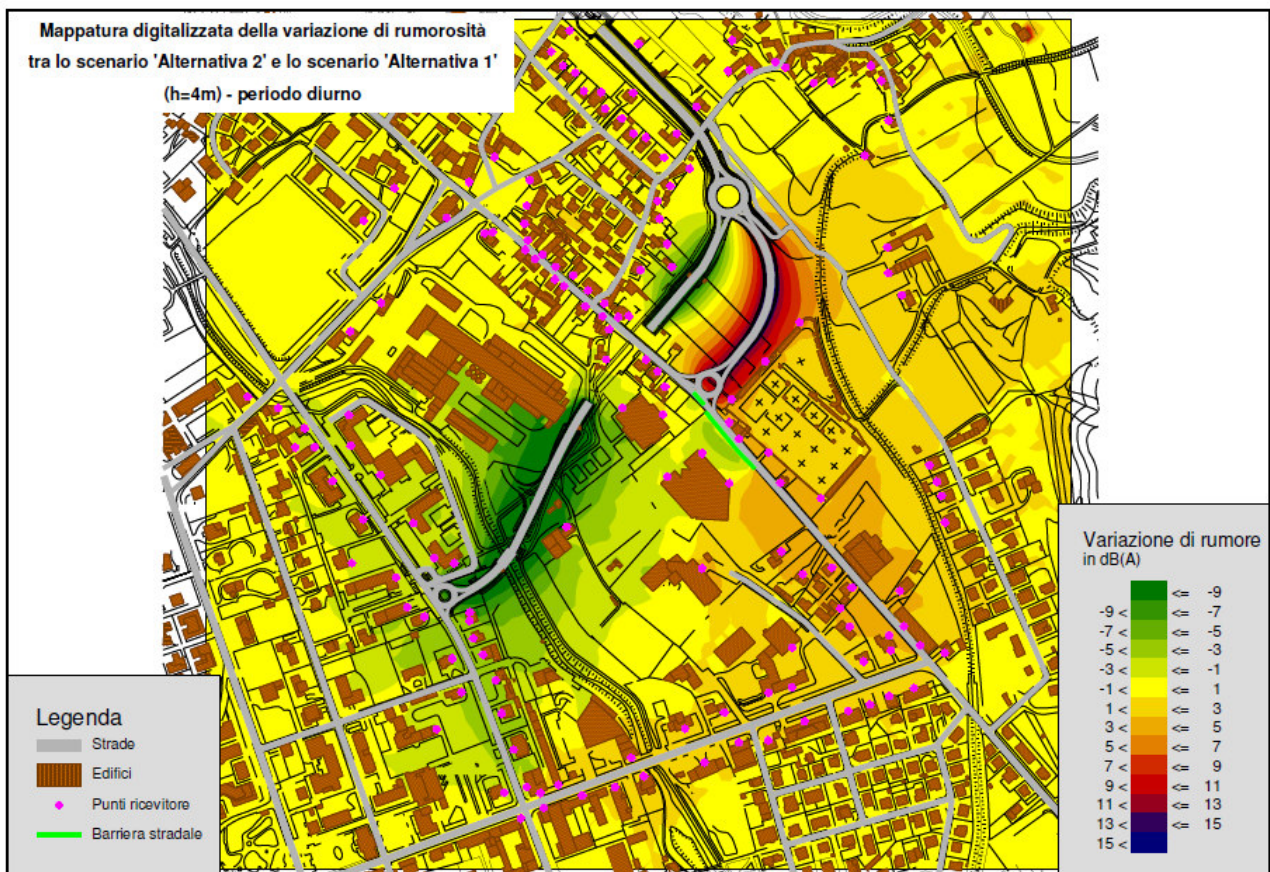 Mappatura digitalizzata della variazione di rumorosità
tra lo scenario 'Alternativa 2' e lo scenario 'Alternativa 1'
(h=4m) - periodo diurno
Legenda
Strade
Edifici
Punti ricevitore
Barriera stradale
Variazione di rumore
in dB(A)
<= -9
-9 < <= -7
-7 < <= -5
-5 < <= -3
-3 < <= -1
-1 < <= 1
1 < <= 3
3 < <= 5
5 < <= 7
7 < <= 9
9 < <= 11
11 < <= 13
13 < <= 15
15 <